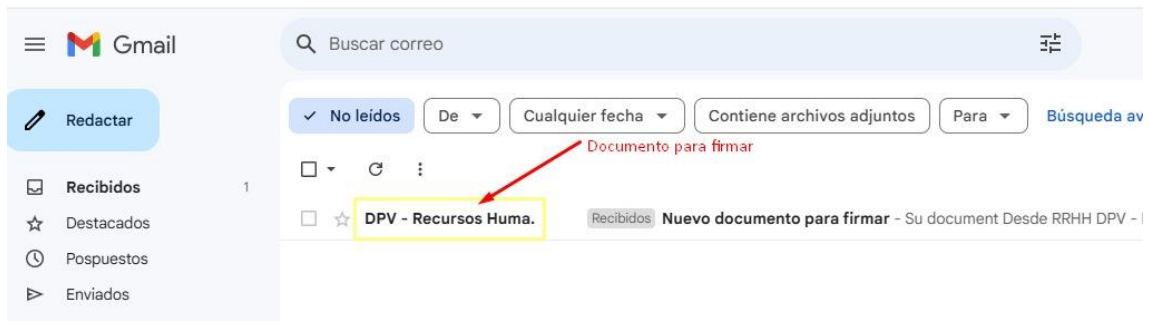 Gmail
Buscar correo
Redactar
No leídos De Cualquier fecha Contiene archivos adjuntos Para Búsqueda av
Documento para firmar
Recibidos 1
DPV - Recursos Huma. Recibidos Nuevo documento para firmar - Su document Desde RRHH DPV -
Destacados
Pospuestos
Enviados